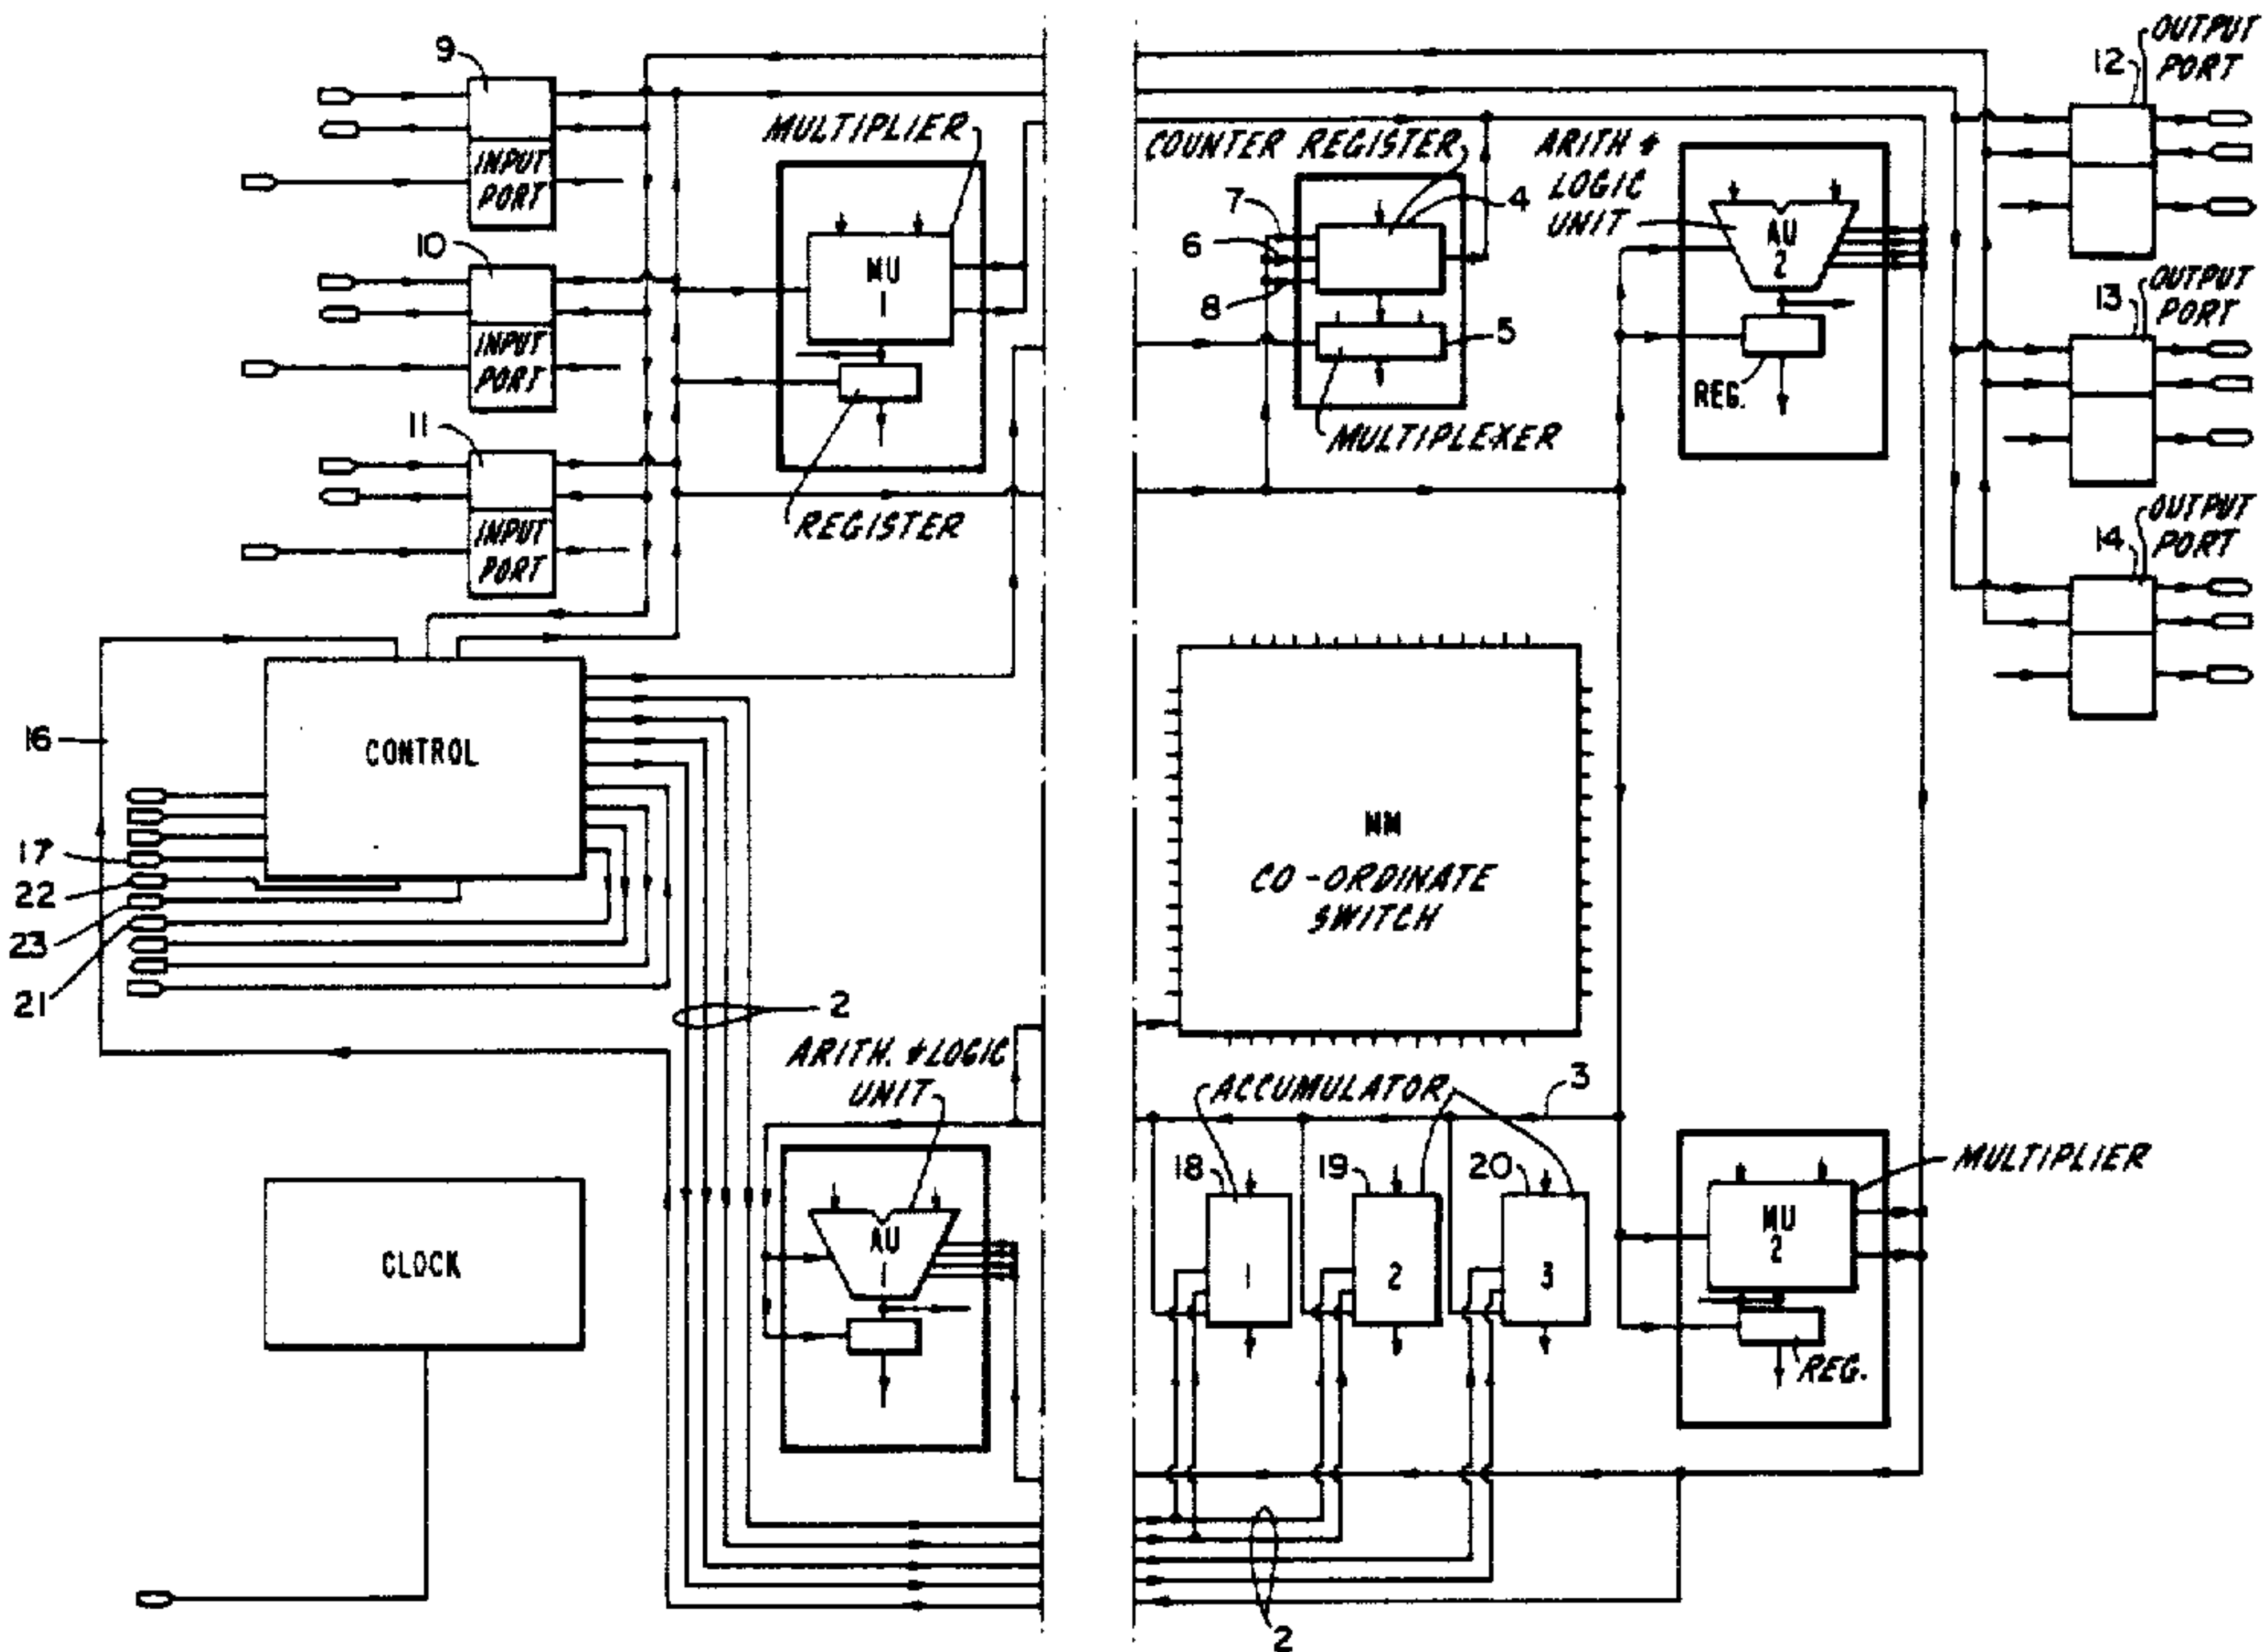 9
INPUT
PORT
10
INPUT
PORT
11
INPUT
PORT
MULTIPLIER
MU
1
REGISTER
16
CONTROL
17
22
23
21
2
ARITH. & LOGIC
UNIT
AU
1
CLOCK
COUNTER REGISTER
4
7
6
8
5
MULTIPLEXER
ARITH &
LOGIC
UNIT
AU
2
REG.
12
OUTPUT
PORT
13
OUTPUT
PORT
14
OUTPUT
PORT
MM
CO-ORDINATE
SWITCH
ACCUMULATOR
3
18
1
19
2
20
3
MULTIPLIER
MU
2
REG.
2